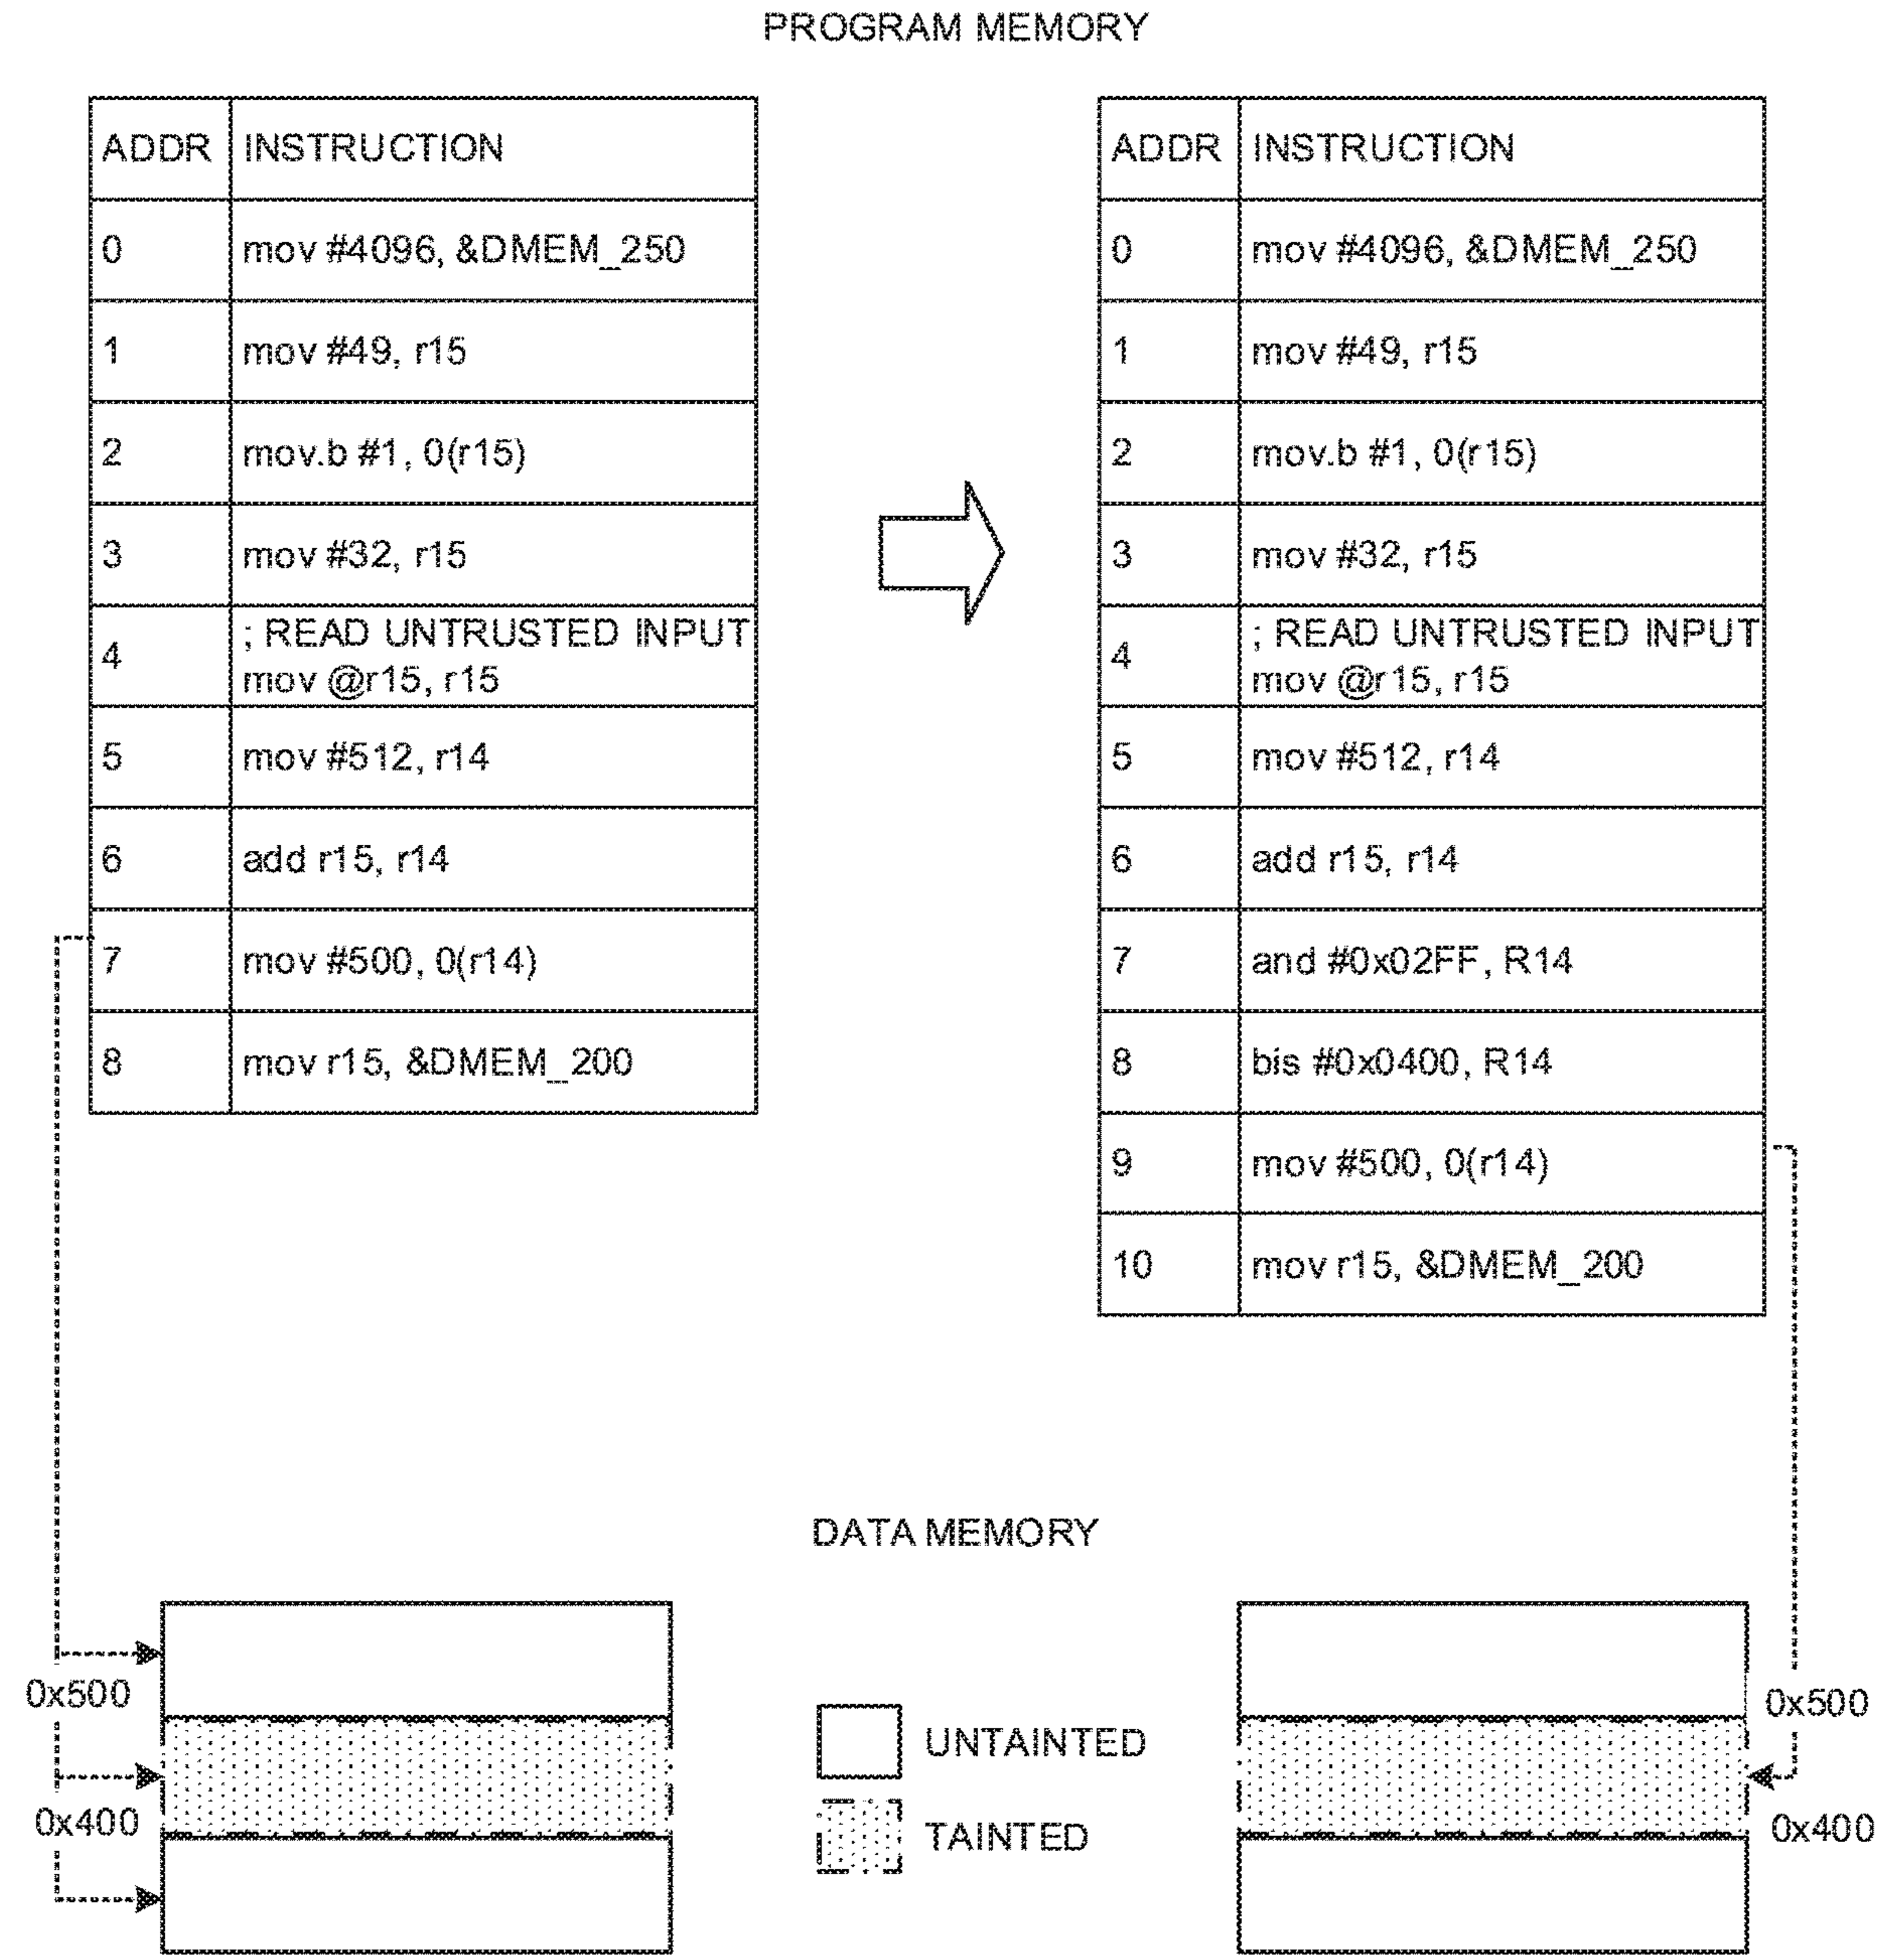 PROGRAM MEMORY
ADDR INSTRUCTION
0 mov #4096, &DMEM_250
1 mov #49, r15
2 mov.b #1, 0(r15)
3 mov #32, r15
4 ; READ UNTRUSTED INPUT
mov @r15, r15
5 mov #512, r14
6 add r15, r14
7 mov #500, 0(r14)
8 mov r15, &DMEM_200
ADDR INSTRUCTION
0 mov #4096, &DMEM_250
1 mov #49, r15
2 mov.b #1, 0(r15)
3 mov #32, r15
4 ; READ UNTRUSTED INPUT
mov @r15, r15
5 mov #512, r14
6 add r15, r14
7 and #0x02FF, R14
8 bis #0x0400, R14
9 mov #500, 0(r14)
10 mov r15, &DMEM_200
DATA MEMORY
0x500
0x400
UNTAINTED
TAINTED
0x500
0x400